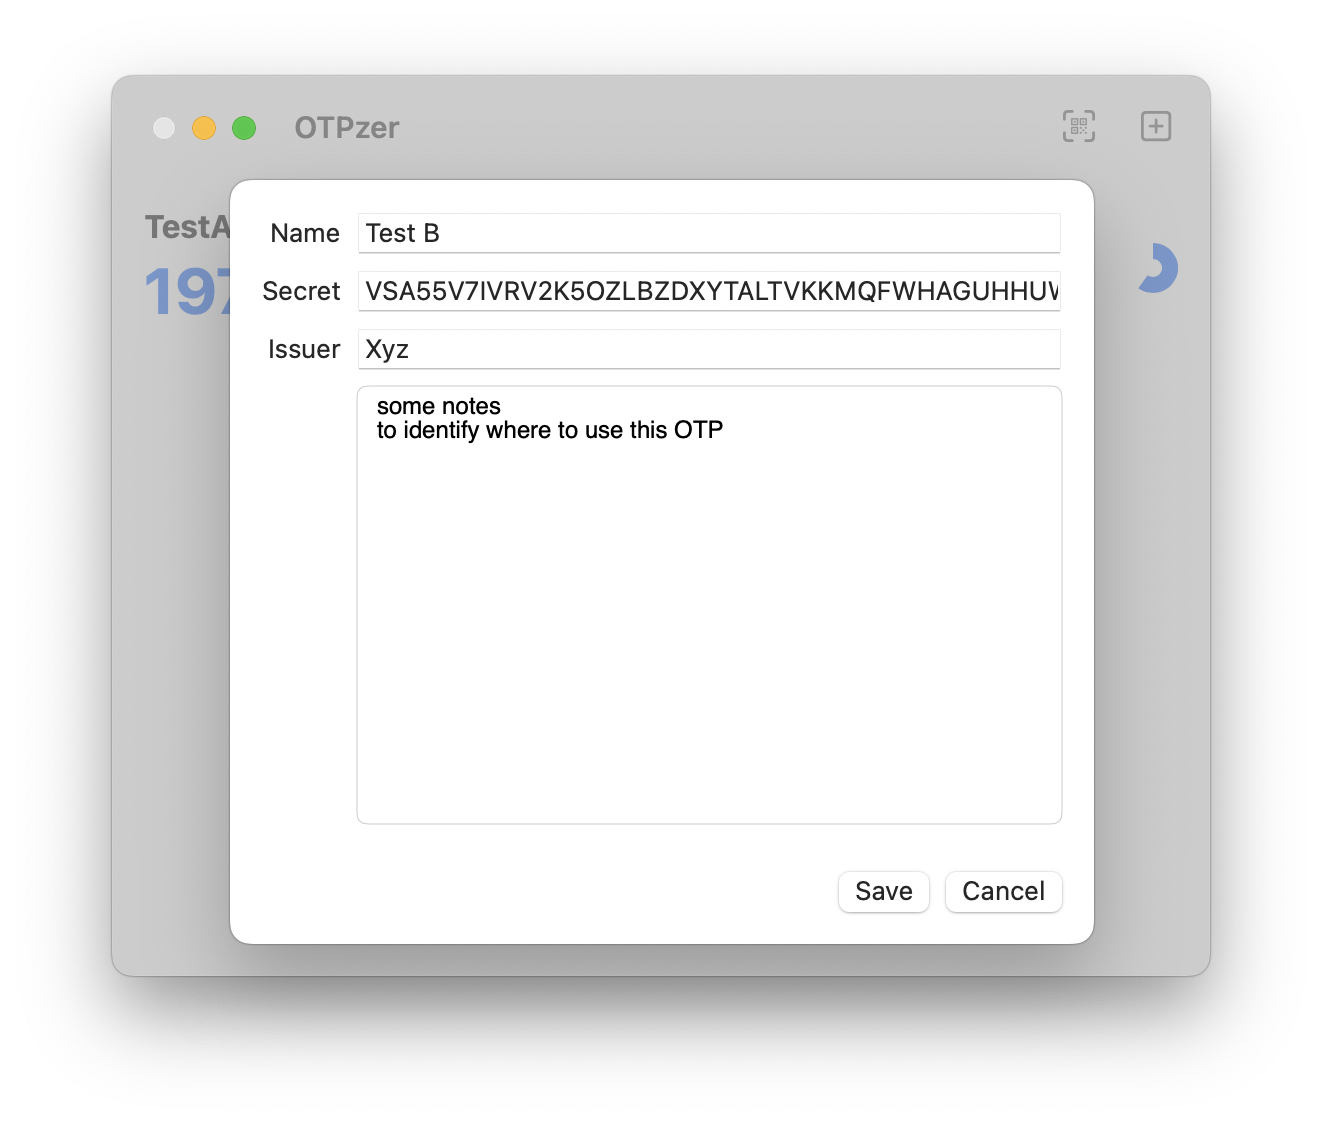 OTPzer
TestA
197
Name Test B
Secret VSA55V7IVRV2K5OZLBZDXYTALTVKKMQFWHAGUHHUW
Issuer Xyz
some notes
to identify where to use this OTP
Save Cancel